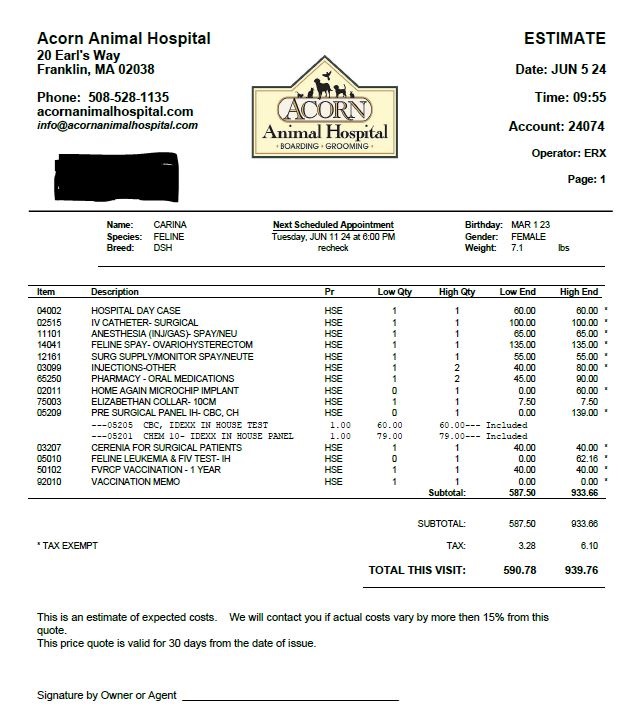 Acorn Animal Hospital
20 Earl's Way
Franklin, MA 02038
Phone: 508-528-1135
acornanimalhospital.com
info@acornanimalhospital.com
ACORN
Animal Hospital
· BOARDING · GROOMING ·
ESTIMATE
Date: JUN 5 24
Time: 09:55
Account: 24074
Operator: ERX
Page: 1
Name: CARINA
Species: FELINE
Breed: DSH
Next Scheduled Appointment
Tuesday, JUN 11 24 at 6:00 PM
recheck
Birthday: MAR 1 23
Gender: FEMALE
Weight: 7.1 lbs
Item Description Pr Low Qty High Qty Low End High End
04002 HOSPITAL DAY CASE HSE 1 1 60.00 60.00 *
02515 IV CATHETER- SURGICAL HSE 1 1 100.00 100.00 *
11101 ANESTHESIA (INJ/GAS)- SPAY/NEU HSE 1 1 65.00 65.00 *
14041 FELINE SPAY- OVARIOHYSTERECTOM HSE 1 1 135.00 135.00 *
12161 SURG SUPPLY/MONITOR SPAY/NEUTE HSE 1 1 55.00 55.00 *
03099 INJECTIONS-OTHER HSE 1 2 40.00 80.00 *
65250 PHARMACY - ORAL MEDICATIONS HSE 1 2 45.00 90.00
02011 HOME AGAIN MICROCHIP IMPLANT HSE 0 1 0.00 60.00 *
75003 ELIZABETHAN COLLAR- 10CM HSE 1 1 7.50 7.50
05209 PRE SURGICAL PANEL IH- CBC, CH HSE 0 1 0.00 139.00 *
---05205 CBC, IDEXX IN HOUSE TEST 1.00 60.00 60.00--- Included
---05201 CHEM 10- IDEXX IN HOUSE PANEL 1.00 79.00 79.00--- Included
03207 CERENIA FOR SURGICAL PATIENTS HSE 1 1 40.00 40.00 *
05010 FELINE LEUKEMIA & FIV TEST- IH HSE 0 1 0.00 62.16 *
50102 FVRCP VACCINATION - 1 YEAR HSE 1 1 40.00 40.00 *
92010 VACCINATION MEMO HSE 1 1 0.00 0.00 *
Subtotal: 587.50 933.66
SUBTOTAL: 587.50 933.66
* TAX EXEMPT TAX: 3.28 6.10
TOTAL THIS VISIT: 590.78 939.76
This is an estimate of expected costs. We will contact you if actual costs vary by more then 15% from this
quote.
This price quote is valid for 30 days from the date of issue.
Signature by Owner or Agent